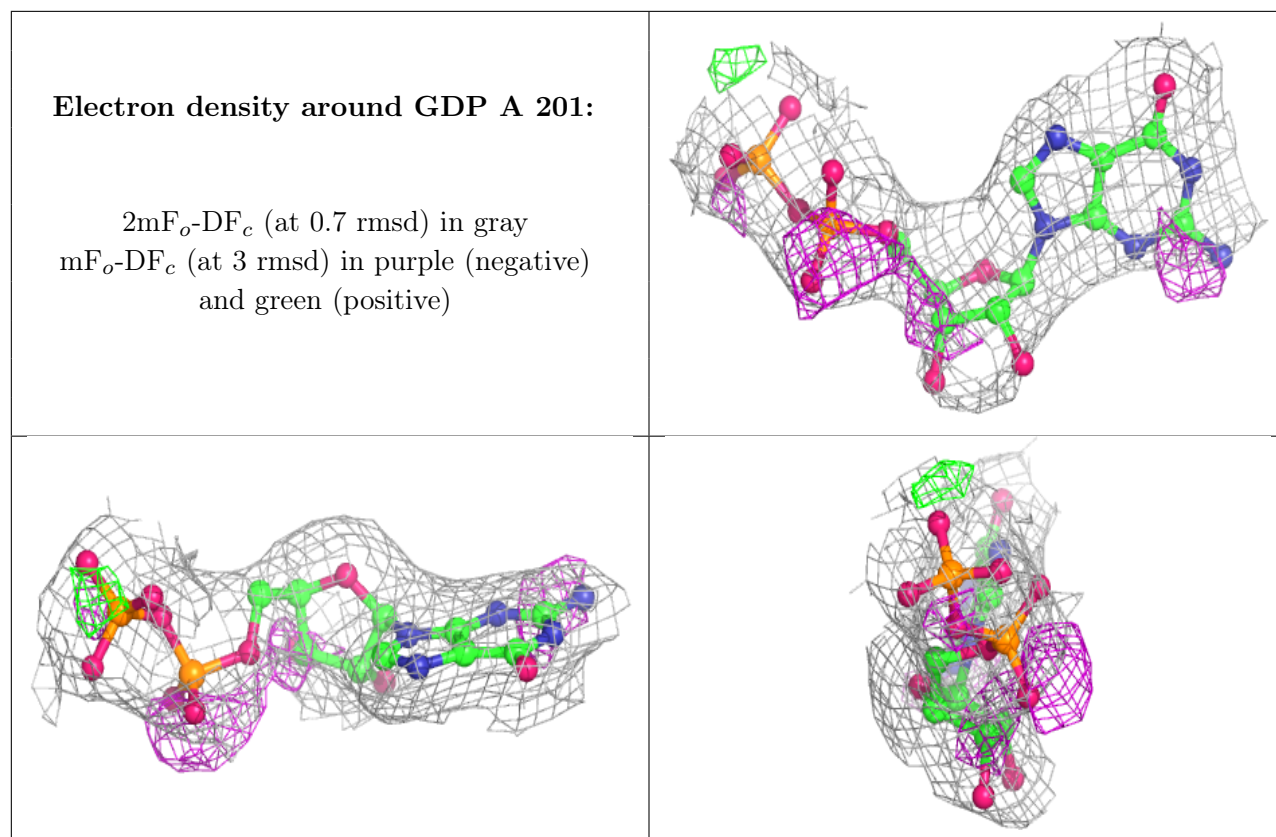 Electron density around GDP A 201:
2mFo-DFc (at 0.7 rmsd) in gray
mFo-DFc (at 3 rmsd) in purple (negative)
and green (positive)